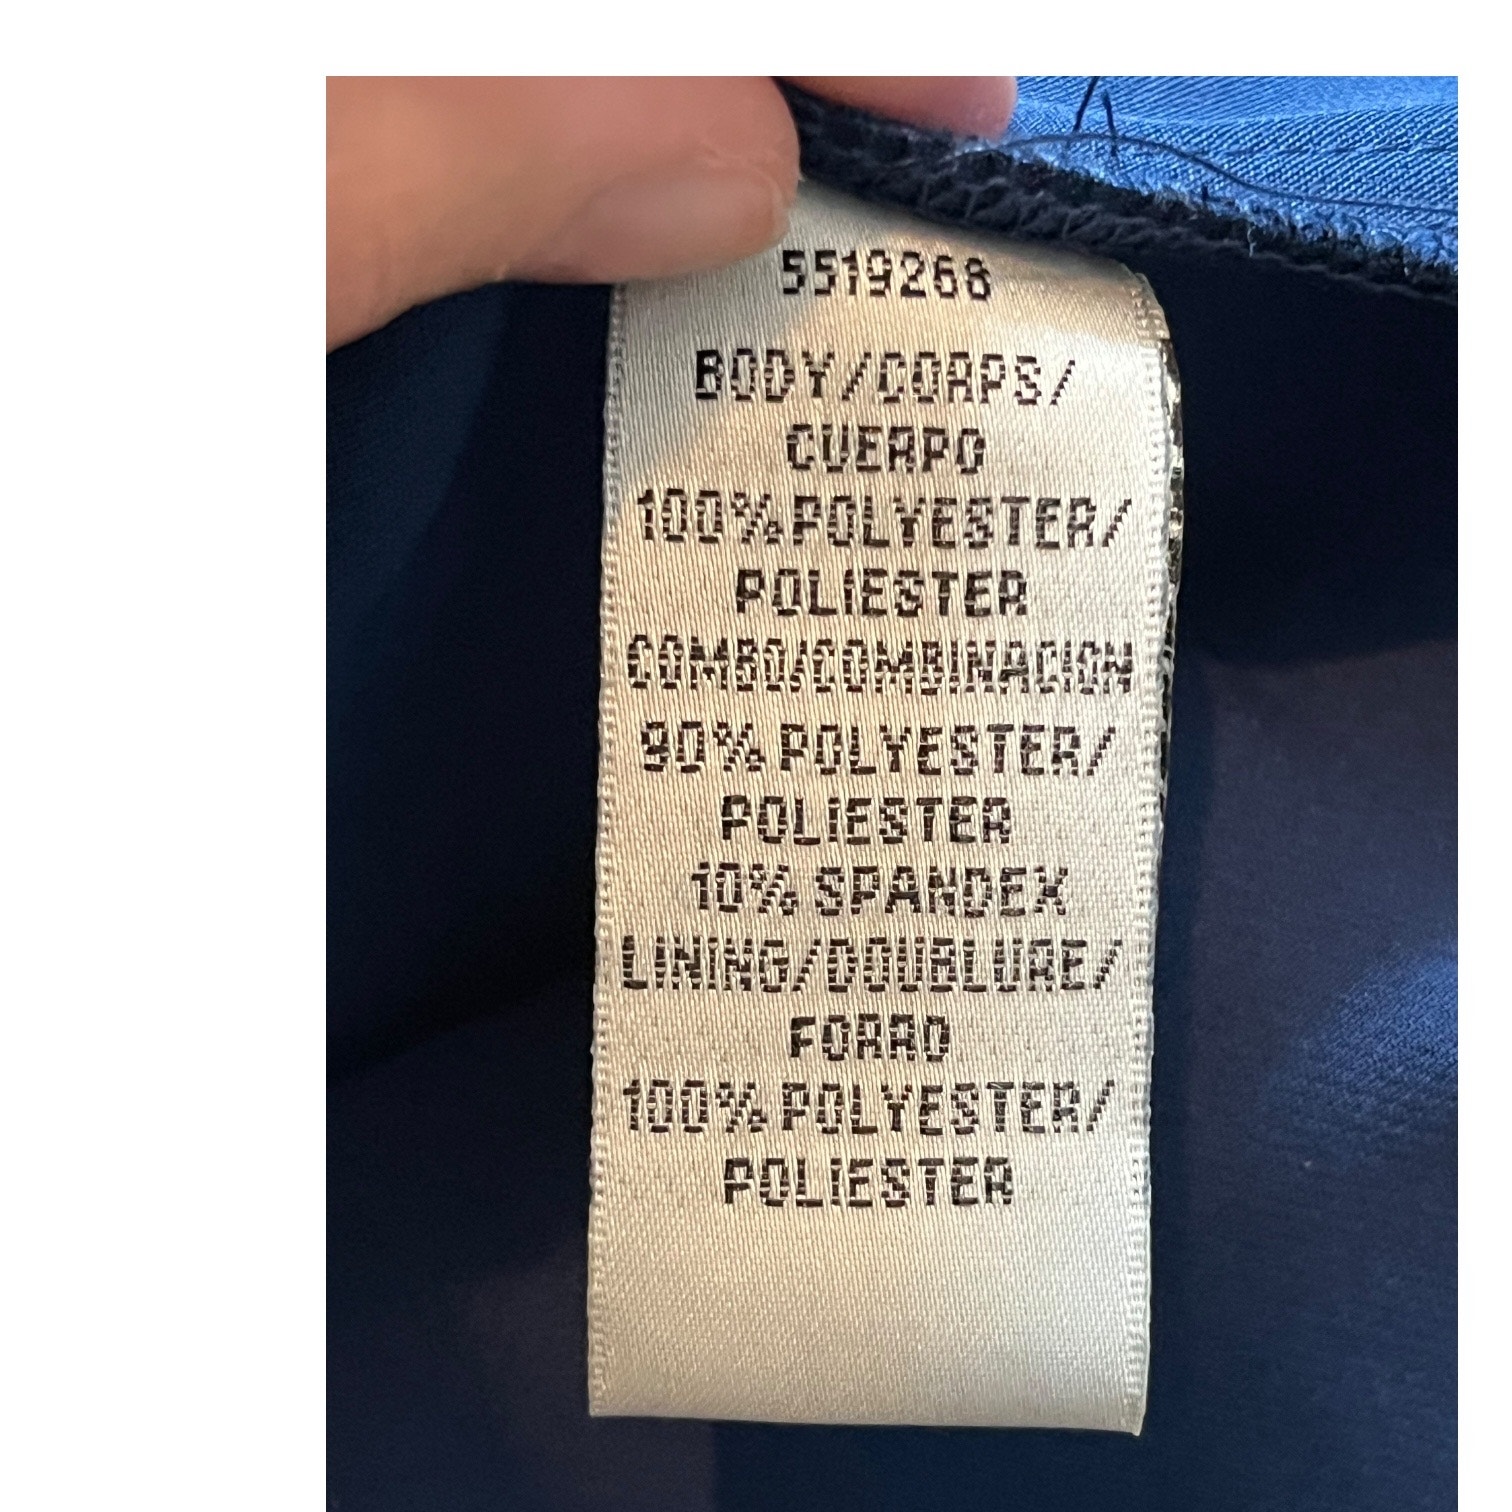 5519268
BODY/CORPS/
CUERPO
100%POLYESTER/
POLIESTER
COMBO/COMBINACION
90% POLYESTER/
POLIESTER
10% SPANDEX
LINING/DOUBLURE/
FORRO
100%POLYESTER/
POLIESTER